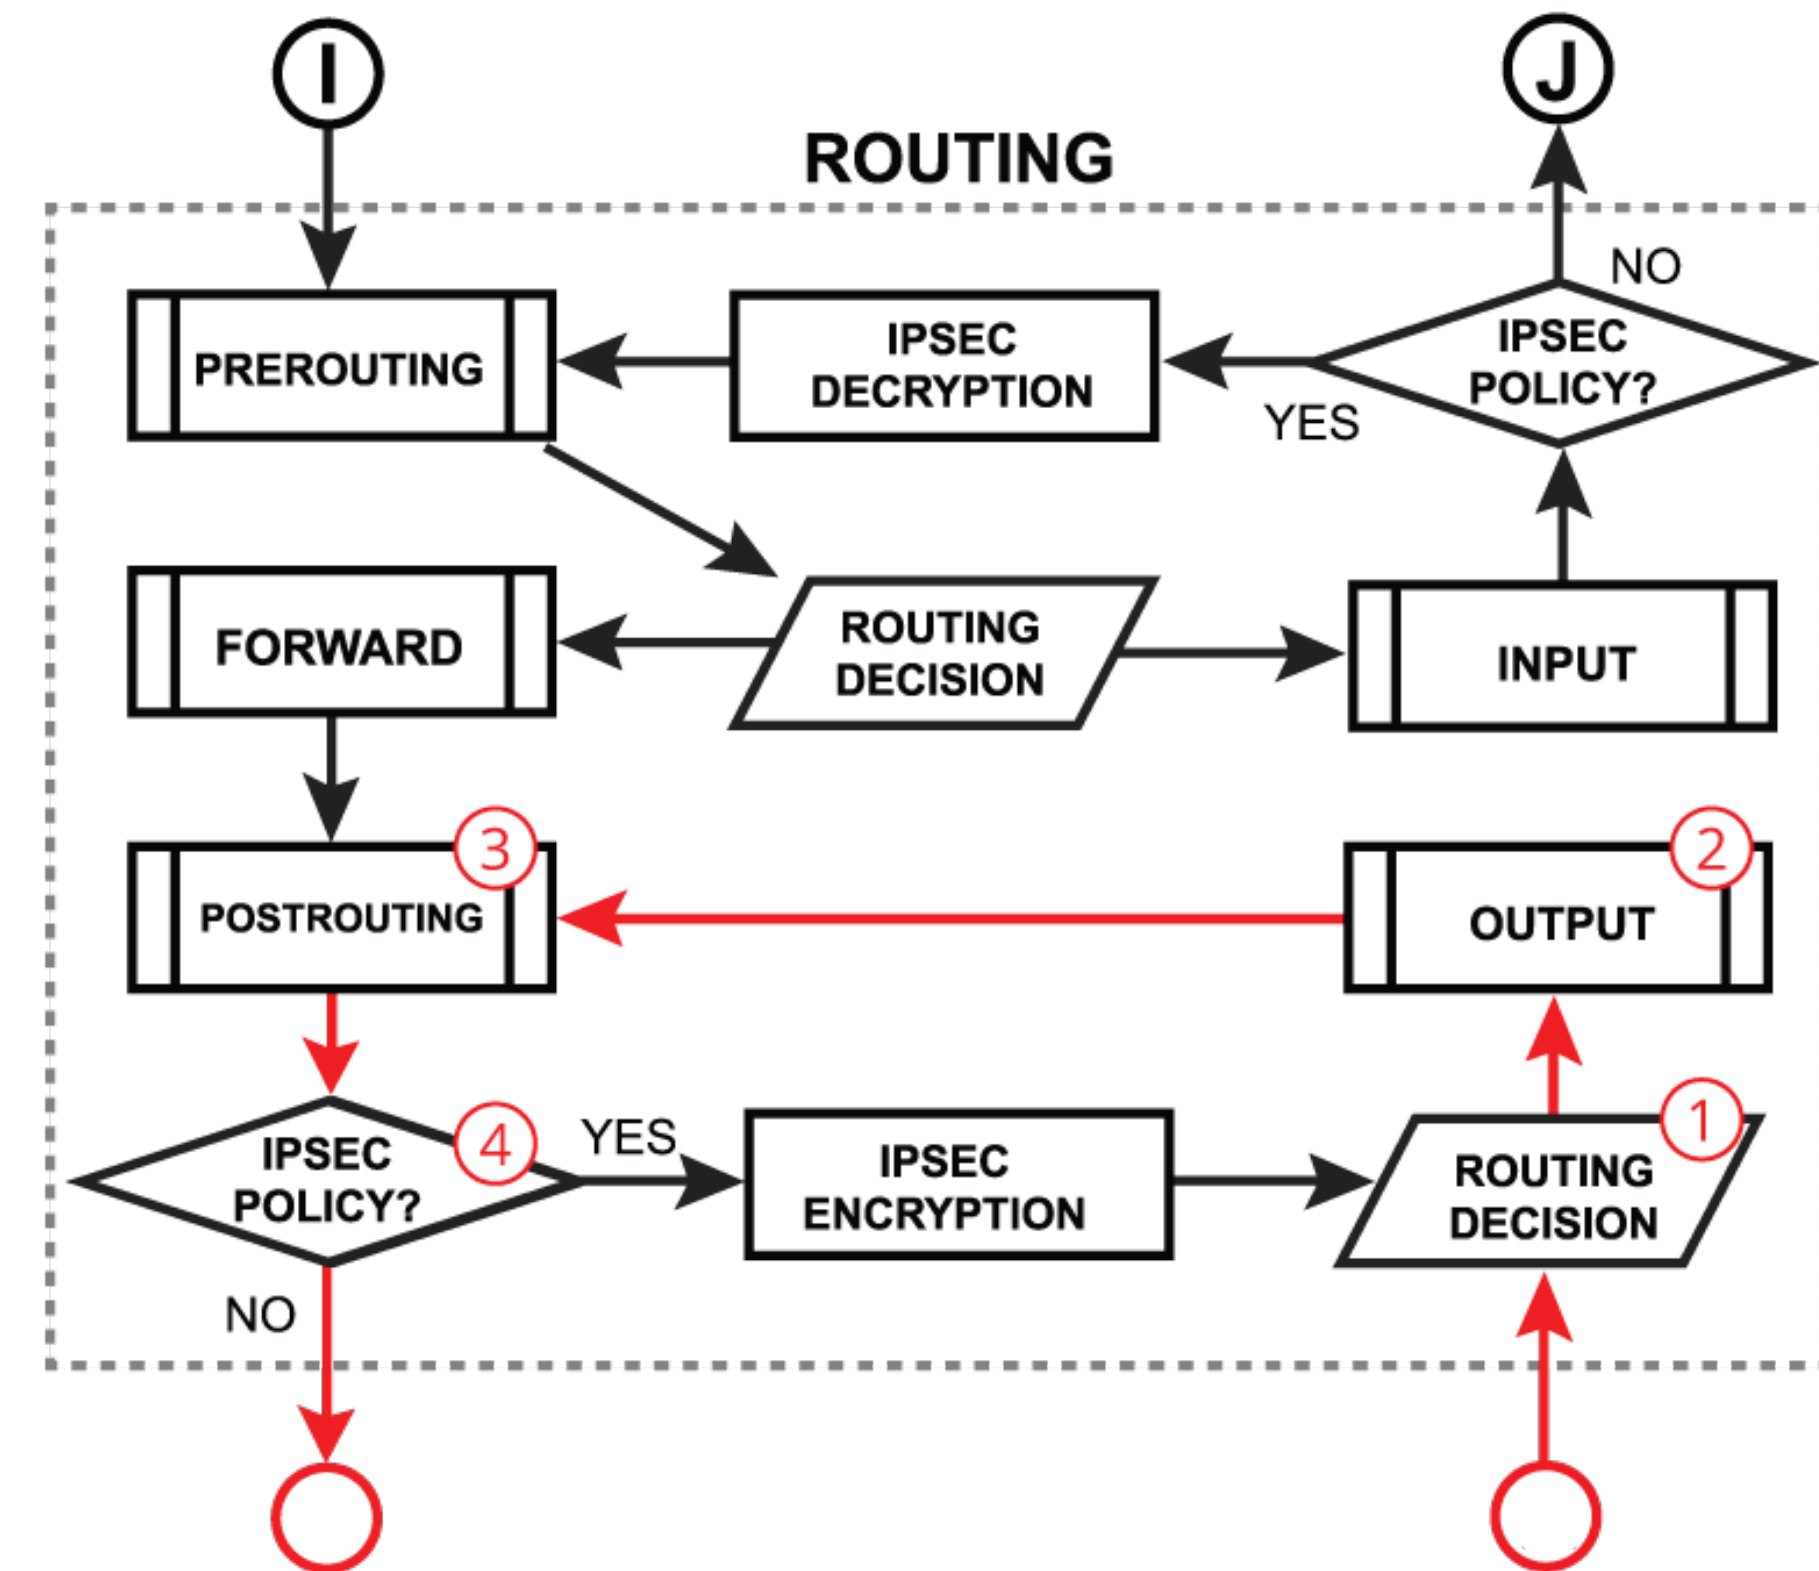 I
J
ROUTING
NO
PREROUTING
IPSEC
DECRYPTION
IPSEC
POLICY?
YES
FORWARD
ROUTING
DECISION
INPUT
3
2
POSTROUTING
OUTPUT
4
YES
1
IPSEC
POLICY?
IPSEC
ENCRYPTION
ROUTING
DECISION
NO